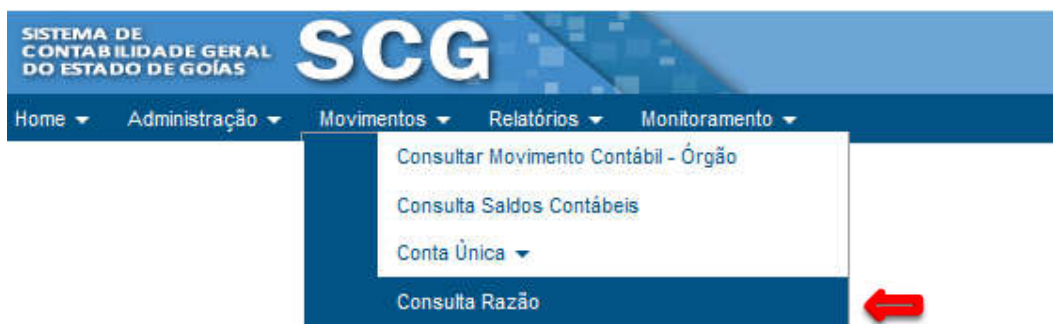 SISTEMA DE
CONTABILIDADE GERAL
DO ESTADO DE GOÍAS
SCG
Home Administração Movimentos Relatórios Monitoramento
Consultar Movimento Contábil - Órgão
Consulta Saldos Contábeis
Conta Única
Consulta Razão